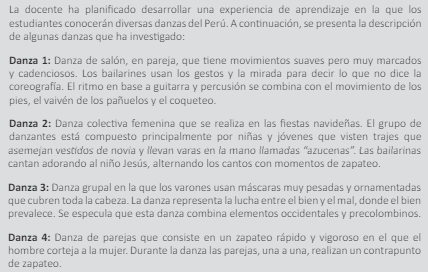 La docente ha planificado desarrollar una experiencia de aprendizaje en la que los
estudiantes conocerán diversas danzas del Perú. A continuación, se presenta la descripción
de algunas danzas que ha investigado:
Danza 1: Danza de salón, en pareja, que tiene movimientos suaves pero muy marcados
y cadenciosos. Los bailarines usan los gestos y la mirada para decir lo que no dice la
coreografía. El ritmo en base a guitarra y percusión se combina con el movimiento de los
pies, el vaivén de los pañuelos y el coqueteo.
Danza 2: Danza colectiva femenina que se realiza en las fiestas navideñas. El grupo de
danzantes está compuesto principalmente por niñas y jóvenes que visten trajes que
asemejan vestidos de novia y llevan varas en la mano llamadas "azucenas". Las bailarinas
cantan adorando al niño Jesús, alternando los cantos con momentos de zapateo.
Danza 3: Danza grupal en la que los varones usan máscaras muy pesadas y ornamentadas
que cubren toda la cabeza. La danza representa la lucha entre el bien y el mal, donde el bien
prevalece. Se especula que esta danza combina elementos occidentales y precolombinos.
Danza 4: Danza de parejas que consiste en un zapateo rápido y vigoroso en el que el
hombre corteja a la mujer. Durante la danza las parejas, una a una, realizan un contrapunto
de zapateo.